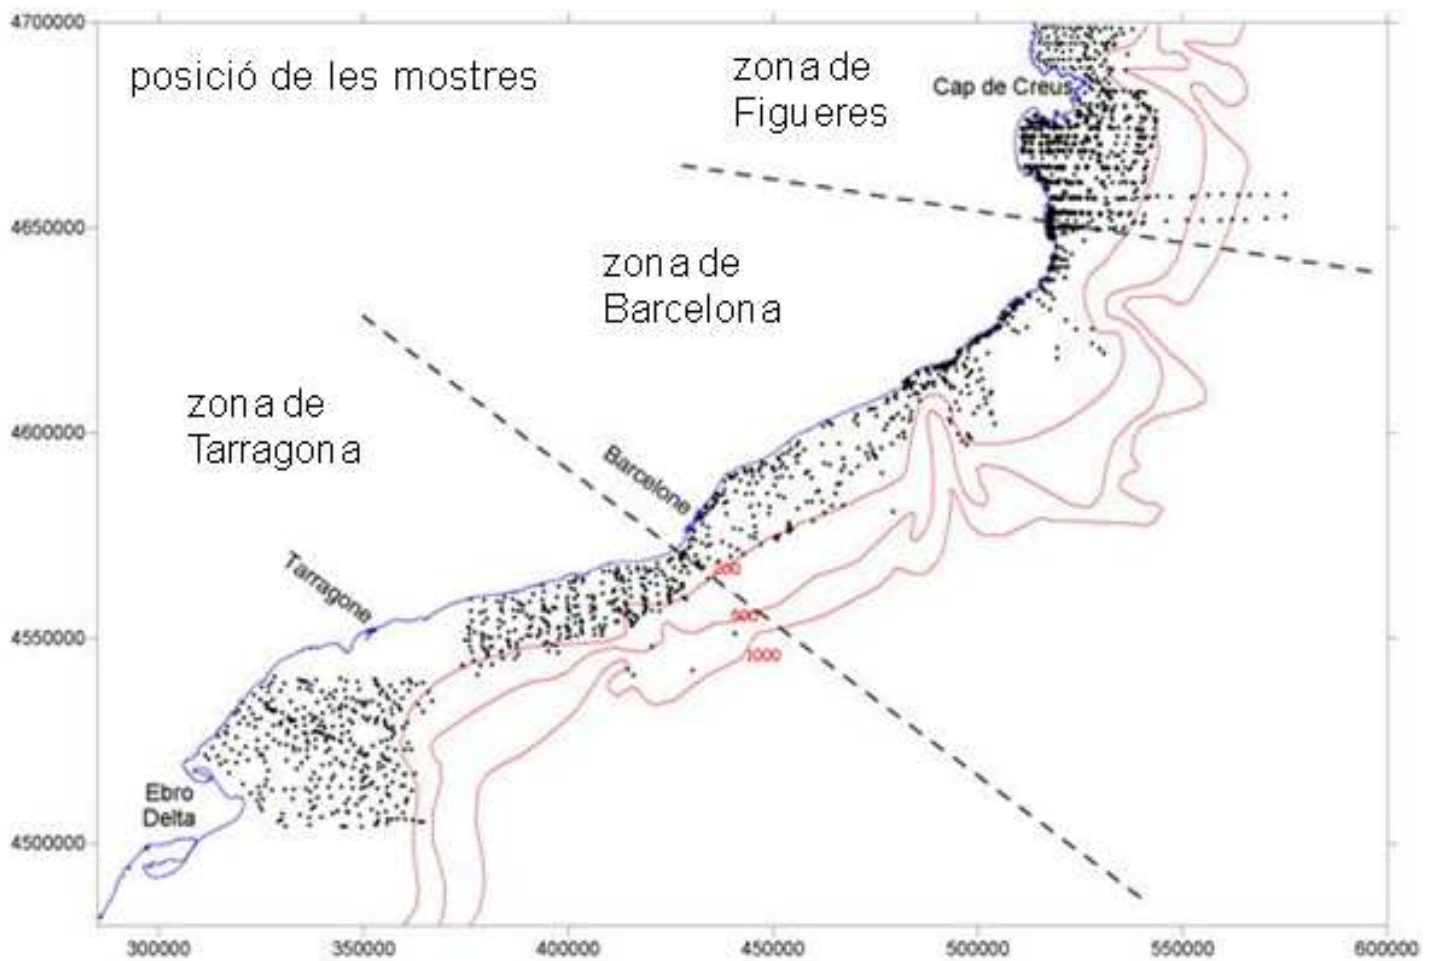 4700000
posició de les mostres
zona de
Figueres
Cap de Creus
4650000
zona de
Barcelona
zona de
Tarragona
4600000
Barcelone
Tarragone
200
500
4550000
1000
Ebro
Delta
4500000
300000 350000 400000 450000 500000 550000 600000